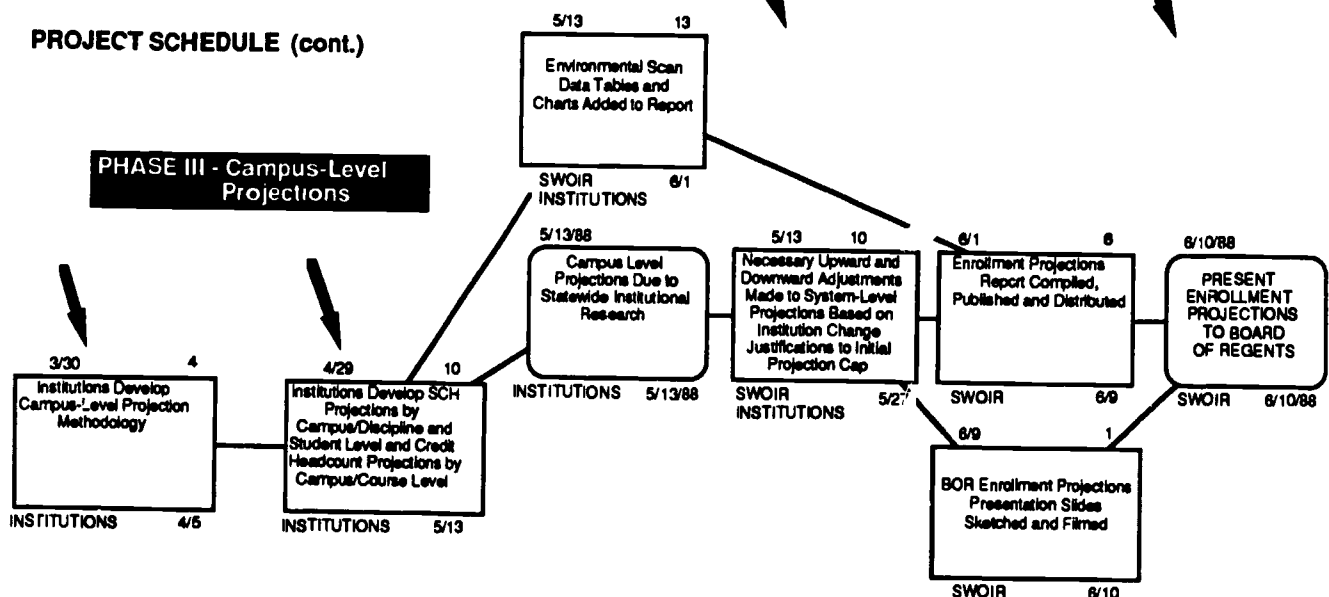 PROJECT SCHEDULE (cont.)
PHASE III - Campus-Level
Projections
5/13 13
Environmental Scan
Data Tables and
Charts Added to Report
SWOIR 6/1
INSTITUTIONS
3/30 4
Institutions Develop
Campus-Level Projection
Methodology
INSTITUTIONS 4/5
4/29 10
Institutions Develop SCH
Projections by
Campus/Discipline and
Student Level and Credit
Headcount Projections by
Campus/Course Level
INSTITUTIONS 5/13
5/13/88
Campus Level
Projections Due to
Statewide Institutional
Research
INSTITUTIONS 5/13/88
5/13 10
Necessary Upward and
Downward Adjustments
Made to System-Level
Projections Based on
Institution Change
Justifications to Initial
Projection Cap
SWOIR 5/27
INSTITUTIONS
6/1 6
Enrollment Projections
Report Compiled,
Published and Distributed
SWOIR 6/9
6/10/88
PRESENT
ENROLLMENT
PROJECTIONS
TO BOARD
OF REGENTS
SWOIR 6/10/88
6/9 1
BOR Enrollment Projections
Presentation Slides
Sketched and Filmed
SWOIR 6/10